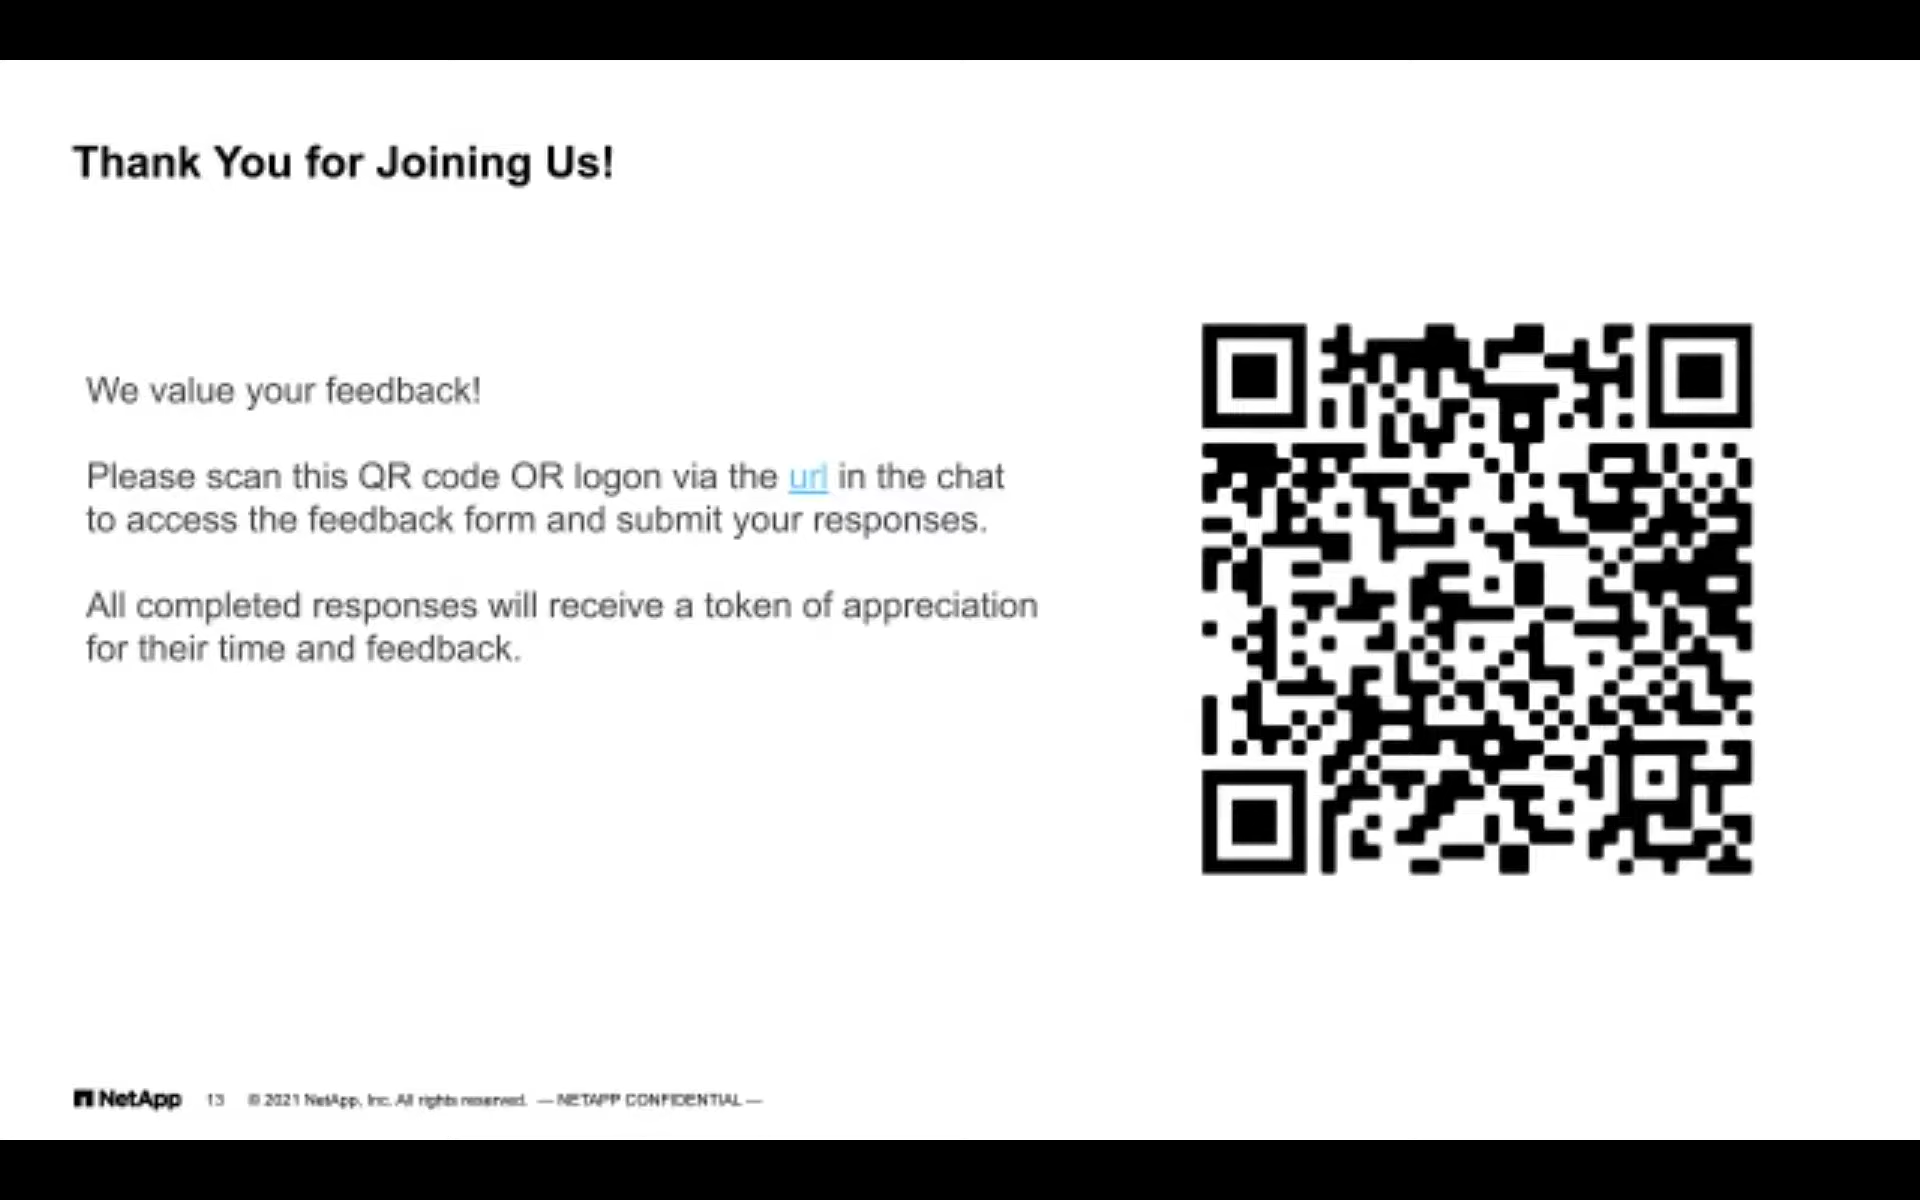 Thank You for Joining Us!
We value your feedback!
Please scan this QR code OR logon via the url in the chat
to access the feedback form and submit your responses.
All completed responses will receive a token of appreciation
for their time and feedback.
NetApp 13 © 2021 NetApp, Inc. All rights reserved. — NETAPP CONFIDENTIAL —